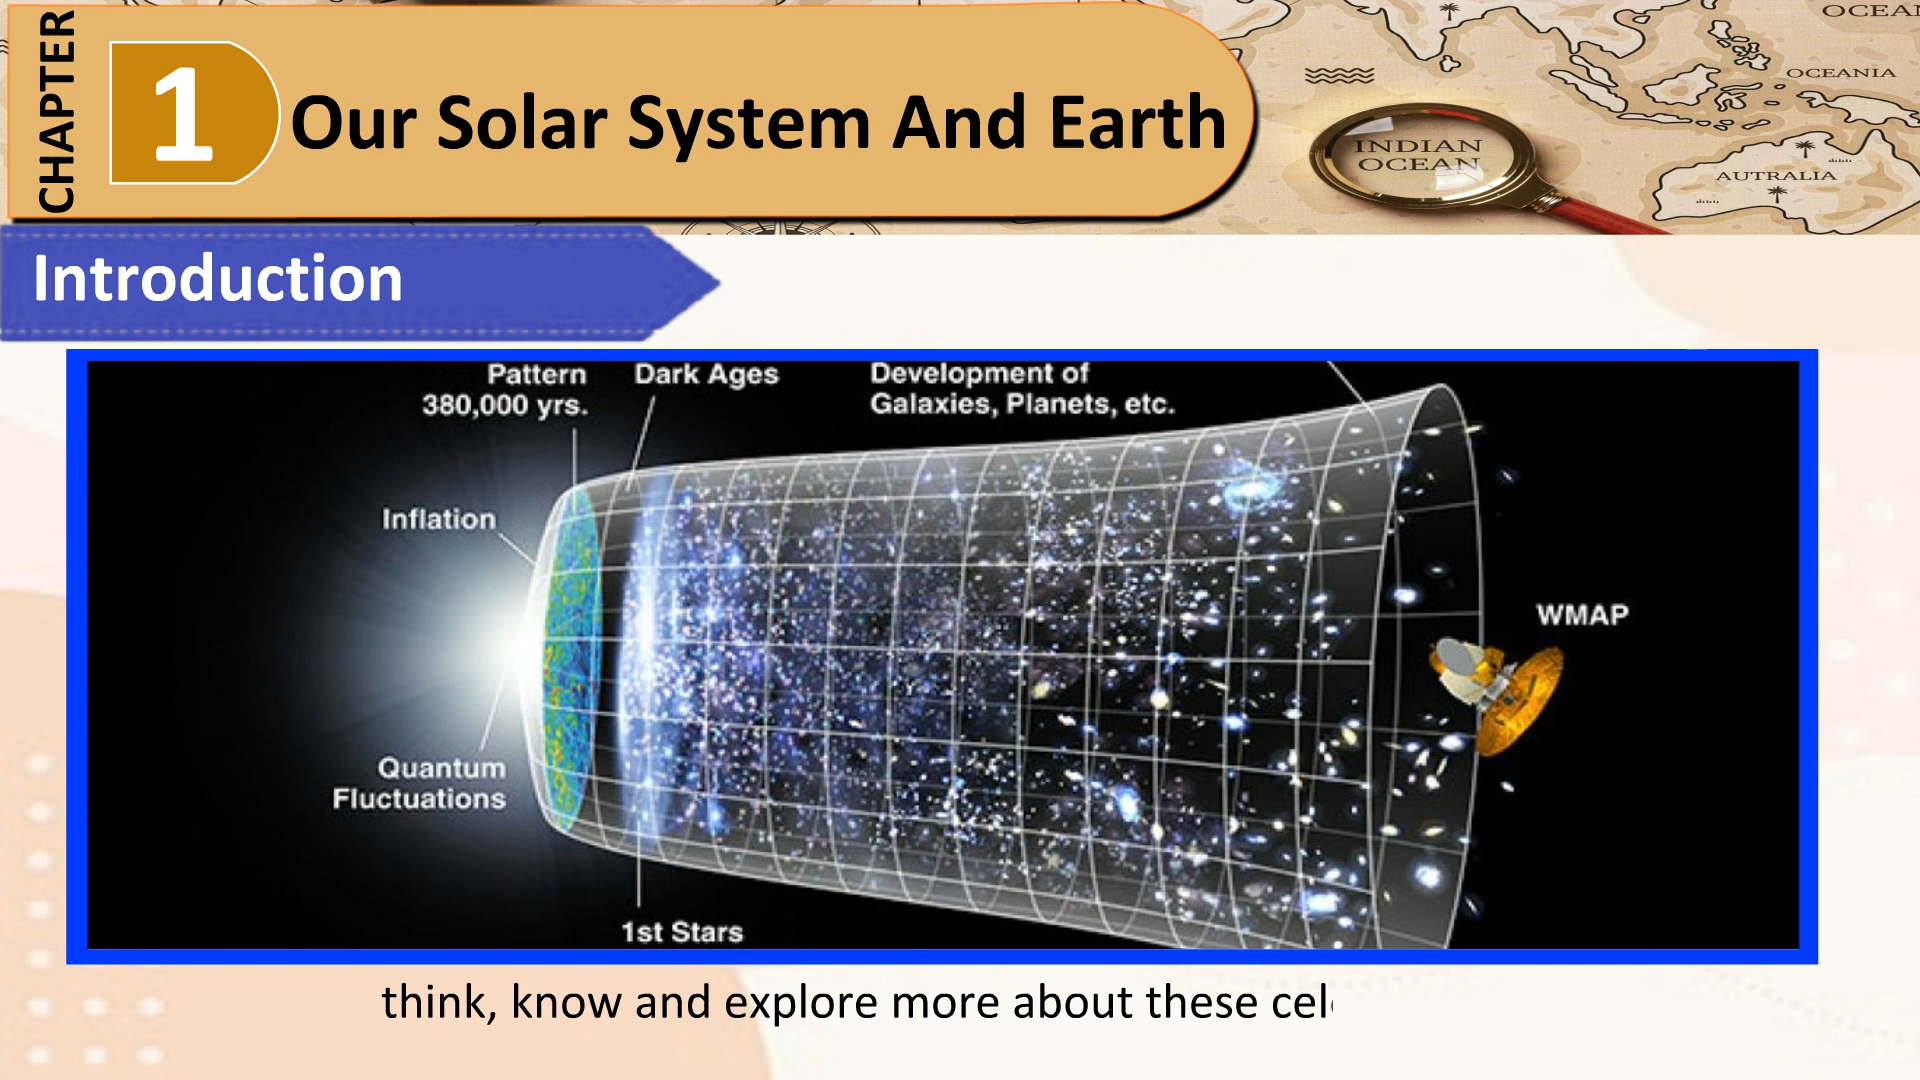 CHAPTER
1
Our Solar System And Earth
OCEANIA
INDIAN
OCEAN
AUTRALIA
Introduction
Pattern
380,000 yrs.
Dark Ages
Development of
Galaxies, Planets, etc.
Inflation
WMAP
Quantum
Fluctuations
1st Stars
think, know and explore more about these